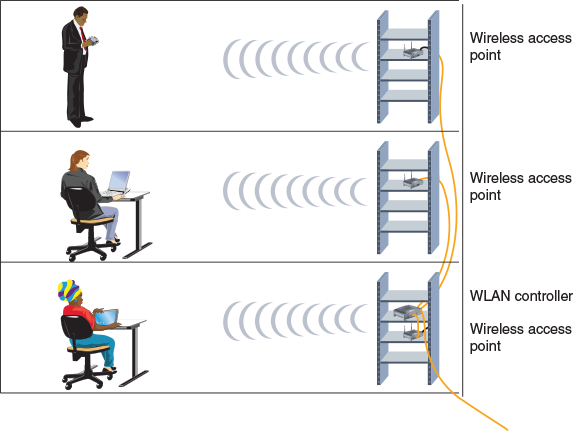 Wireless access
point
Wireless access
point
WLAN controller
Wireless access
point